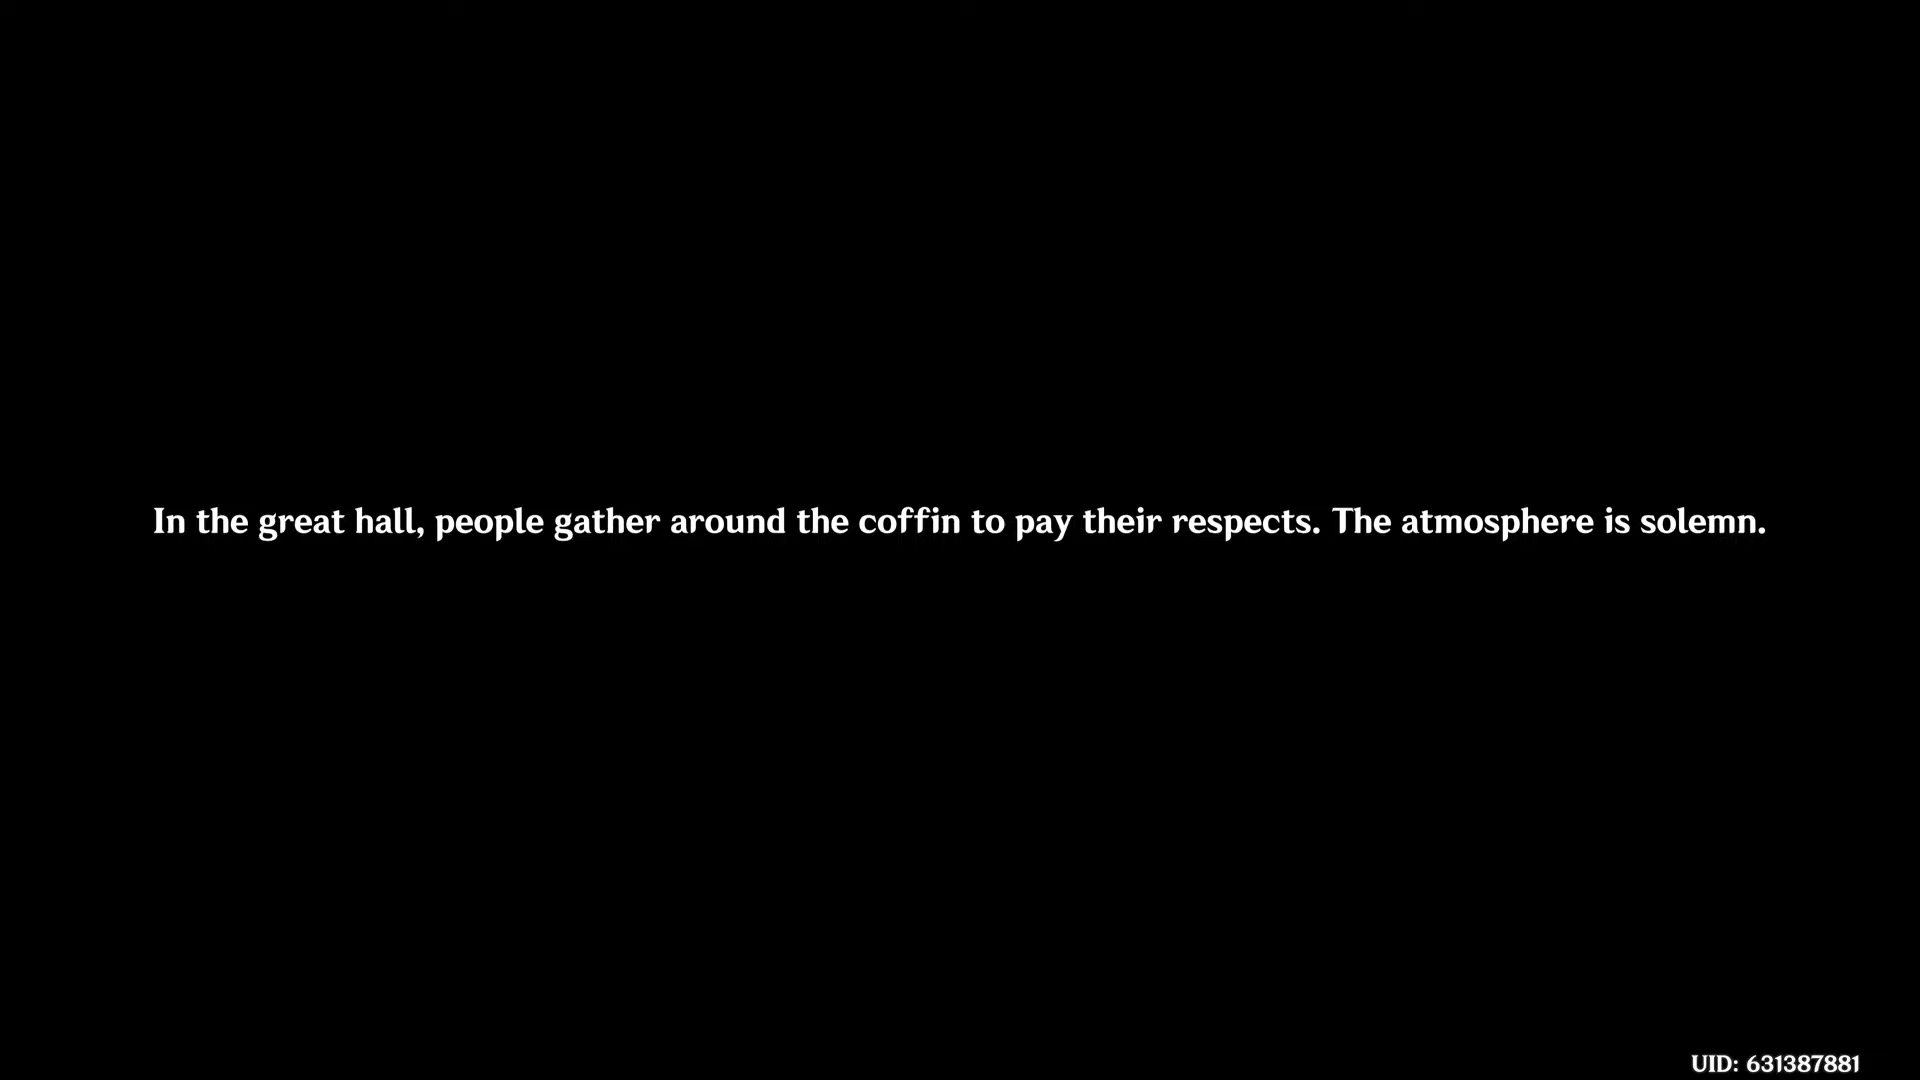 In the great hall, people gather around the coffin to pay their respects. The atmosphere is solemn.
UID: 631387881